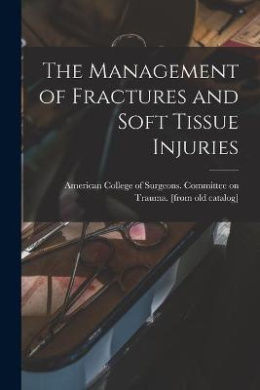 The Management
of Fractures and
Soft Tissue
Injuries
American College of Surgeons. Committee on
Trauma. [from old catalog]